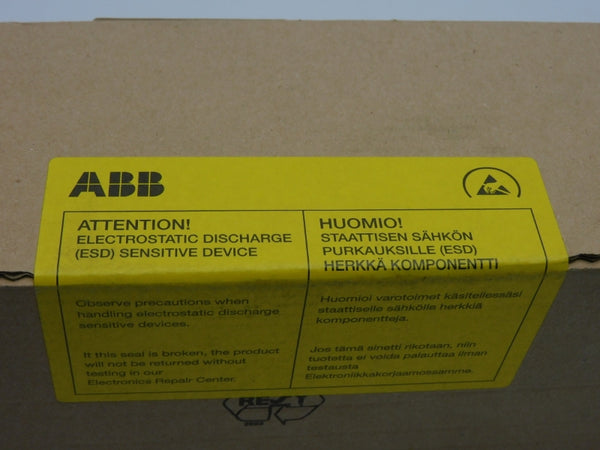 ABB
ATTENTION!
ELECTROSTATIC DISCHARGE
(ESD) SENSITIVE DEVICE
Observe precautions when
handling electrostatic discharge
sensitive devices.
It this seal is broken, the product
will not be returned without
testing in our
Electronics Repair Center.
HUOMIO!
STAATTISEN SÄHKÖN
PURKAUKSILLE (ESD)
HERKKÄ KOMPONENTTI
Huomioi varotoimet käsitellessäsi
staattiselle sähkölle herkkiä
komponentteja.
Jos tämä sinetti rikotaan, niin
tuotetta ei voida palauttaa ilman
testausta
Elektroniikkakorjaamossamme.
RESY